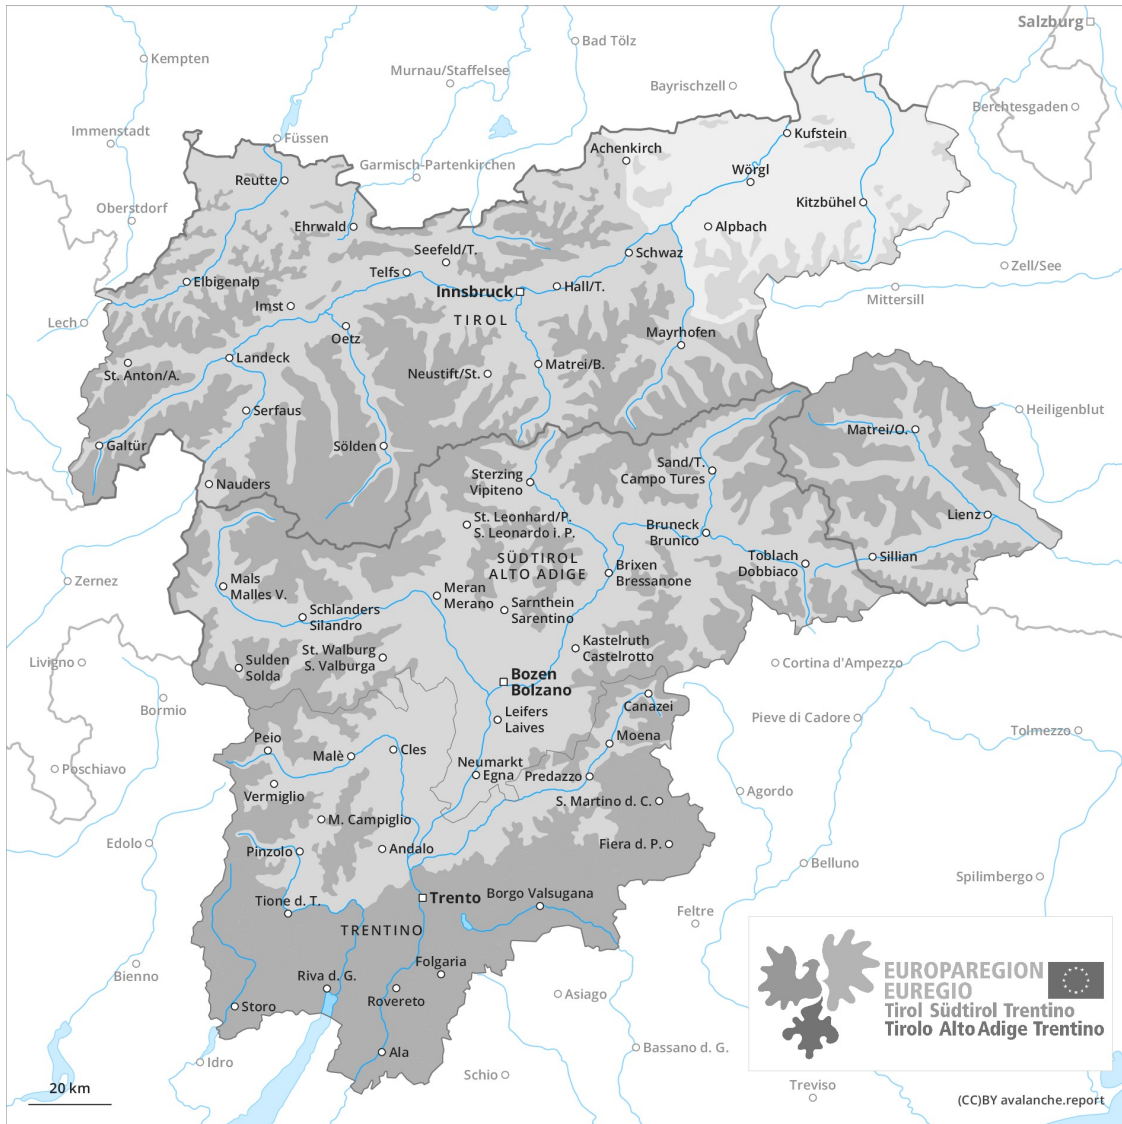 Salzburg
Bad Tölz
Kempten
Murnau/Staffelsee
Bayrischzell
Berchtesgaden
Immenstadt
Füssen
Kufstein
Achenkirch
Garmisch-Partenkirchen
Wörgl
Reutte
Kitzbühel
Oberstdorf
Ehrwald
Alpbach
Seefeld/T.
Schwaz
Telfs
Zell/See
Elbigenalp
Innsbruck
Hall/T.
Mittersill
Imst
TIROL
Lech
Oetz
Mayrhofen
Landeck
Matrei/B.
St. Anton/A.
Neustift/St.
Serfaus
Heiligenblut
Matrei/O.
Galtür
Sölden
Sand/T.
Campo Tures
Sterzing
Vipiteno
Nauders
St. Leonhard/P.
S. Leonardo i. P.
Lienz
Bruneck
Brunico
SÜDTIROL
ALTO ADIGE
Toblach
Dobbiaco
Sillian
Brixen
Bressanone
Zernez
Mals
Malles V.
Meran
Merano
Sarnthein
Sarentino
Schlanders
Silandro
Kastelruth
Castelrotto
St. Walburg
S. Valburga
Livigno
Sulden
Solda
Cortina d'Ampezzo
Bozen
Bolzano
Canazei
Bormio
Leifers
Laives
Pieve di Cadore
Tolmezzo
Peio
Moena
Malè
Cles
Neumarkt
Egna
Predazzo
Poschiavo
Vermiglio
Agordo
S. Martino d. C.
M. Campiglio
Edolo
Pinzolo
Andalo
Fiera d. P.
Belluno
Spilimbergo
Tione d. T.
Trento
Borgo Valsugana
Feltre
TRENTINO
Bienno
Riva d. G.
Folgaria
EUROPAREGION
EUREGIO
Tirol Südtirol Trentino
Tirolo Alto Adige Trentino
Storo
Rovereto
Asiago
Idro
Ala
Bassano d. G.
Schio
Treviso
20 km
(CC)BY avalanche.report